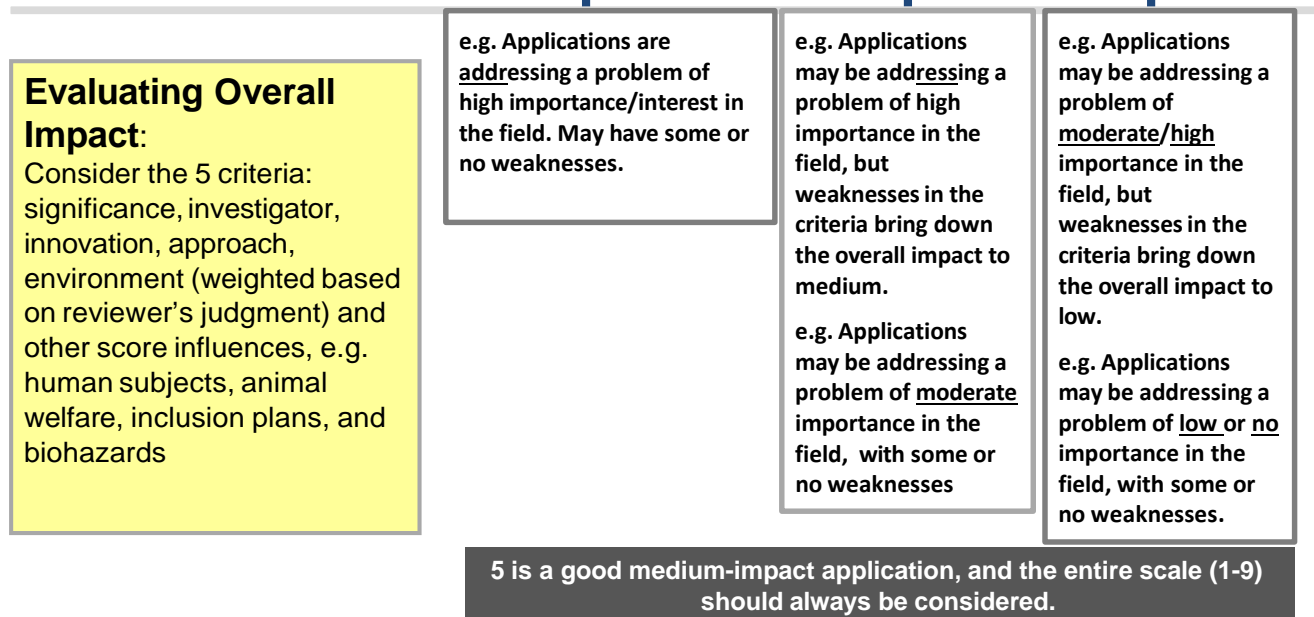 Evaluating Overall
Impact:
Consider the 5 criteria:
significance, investigator,
innovation, approach,
environment (weighted based
on reviewer's judgment) and
other score influences, e.g.
human subjects, animal
welfare, inclusion plans, and
biohazards
e.g. Applications are
addressing a problem of
high importance/interest in
the field. May have some or
no weaknesses.
e.g. Applications
may be addressing a
problem of high
importance in the
field, but
weaknesses in the
criteria bring down
the overall impact to
medium.
e.g. Applications
may be addressing a
problem of moderate
importance in the
field, with some or
no weaknesses
e.g. Applications
may be addressing a
problem of
moderate/high
importance in the
field, but
weaknesses in the
criteria bring down
the overall impact to
low.
e.g. Applications
may be addressing a
problem of low or no
importance in the
field, with some or
no weaknesses.
5 is a good medium-impact application, and the entire scale (1-9)
should always be considered.